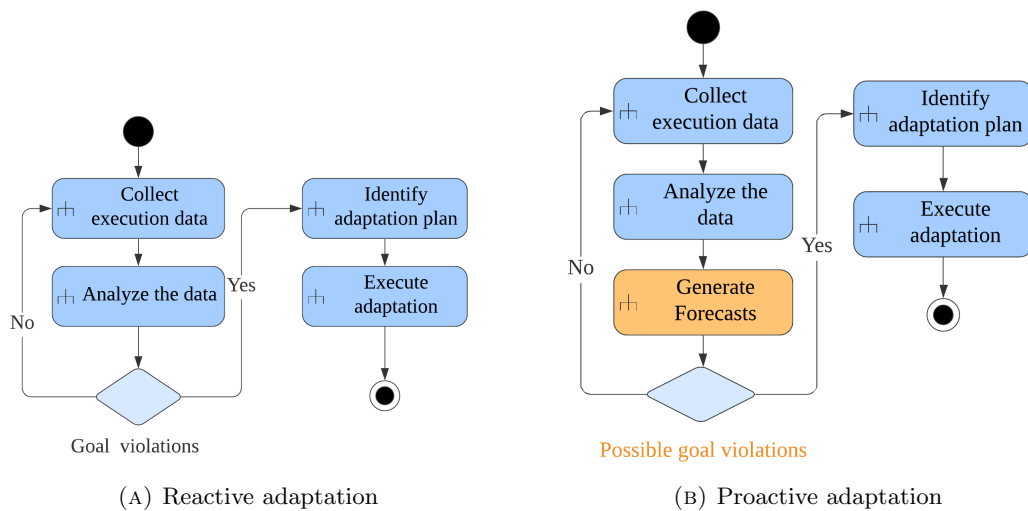 Collect
execution data
Analyze the data
No
Yes
Goal violations
Identify
adaptation plan
Execute
adaptation
(A) Reactive adaptation
Collect
execution data
Analyze the
data
Generate
Forecasts
No
Yes
Possible goal violations
Identify
adaptation plan
Execute
adaptation
(B) Proactive adaptation